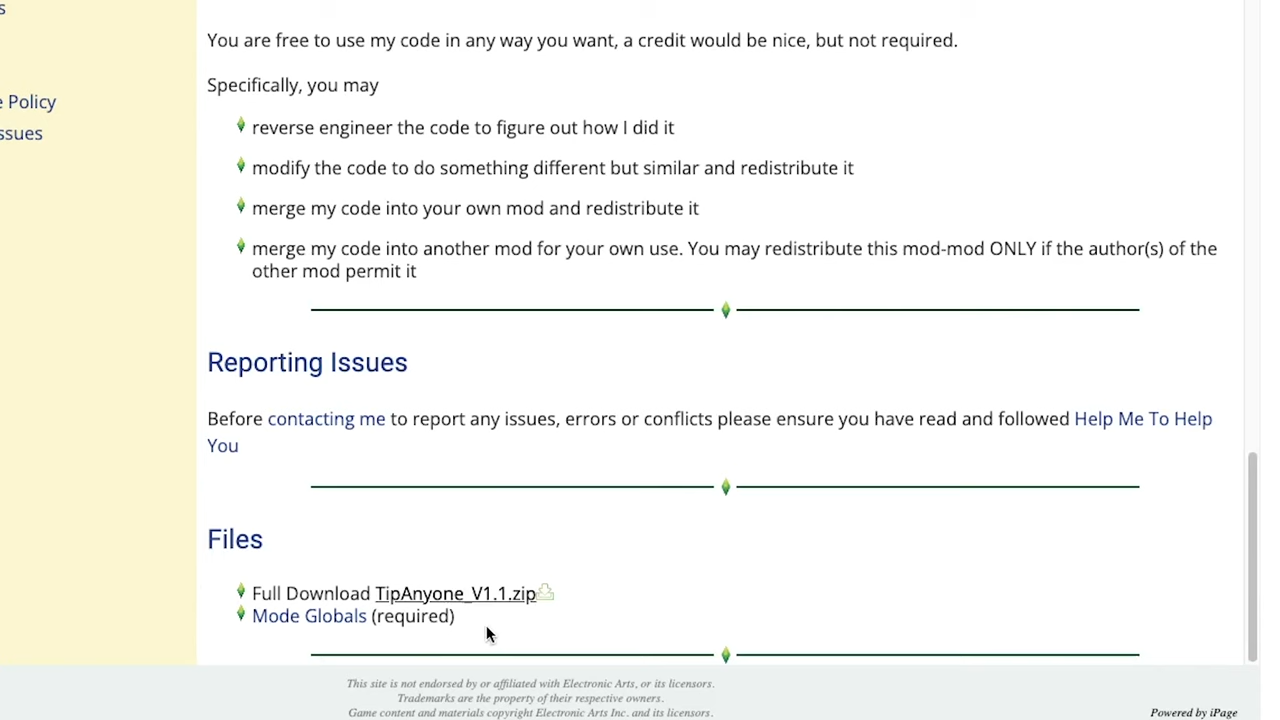 s
You are free to use my code in any way you want, a credit would be nice, but not required.
Specifically, you may
e Policy
ssues
reverse engineer the code to figure out how I did it
modify the code to do something different but similar and redistribute it
merge my code into your own mod and redistribute it
merge my code into another mod for your own use. You may redistribute this mod-mod ONLY if the author(s) of the
other mod permit it
Reporting Issues
Before contacting me to report any issues, errors or conflicts please ensure you have read and followed Help Me To Help
You
Files
Full Download TipAnyone_V1.1.zip
Mode Globals (required)
This site is not endorsed by or affiliated with Electronic Arts, or its licensors.
Trademarks are the property of their respective owners.
Game content and materials copyright Electronic Arts Inc. and its licensors.
Powered by iPage